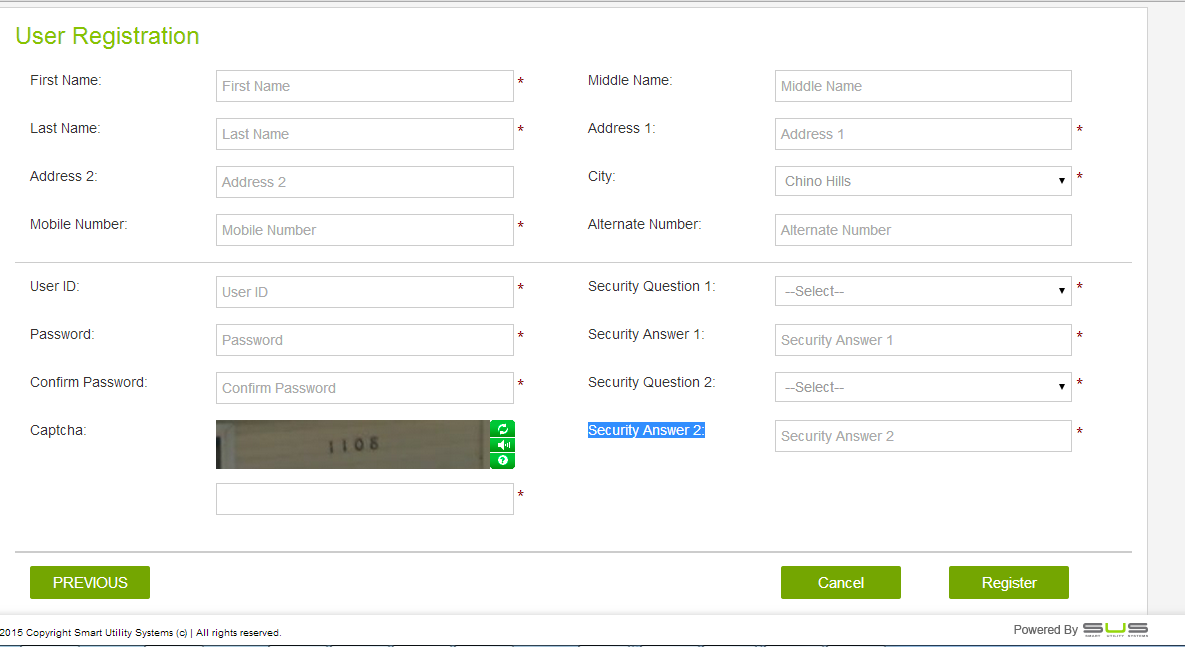 User Registration
First Name: First Name * Middle Name: Middle Name
Last Name: Last Name * Address 1: Address 1 *
Address 2: Address 2 City: Chino Hills *
Mobile Number: Mobile Number * Alternate Number: Alternate Number
User ID: User ID * Security Question 1: --Select-- *
Password: Password * Security Answer 1: Security Answer 1 *
Confirm Password: Confirm Password * Security Question 2: --Select-- *
Captcha: 1108 Security Answer 2: Security Answer 2 *
*
PREVIOUS Cancel Register
2015 Copyright Smart Utility Systems (c) | All rights reserved. Powered By SUS
SMART UTILITY SYSTEMS